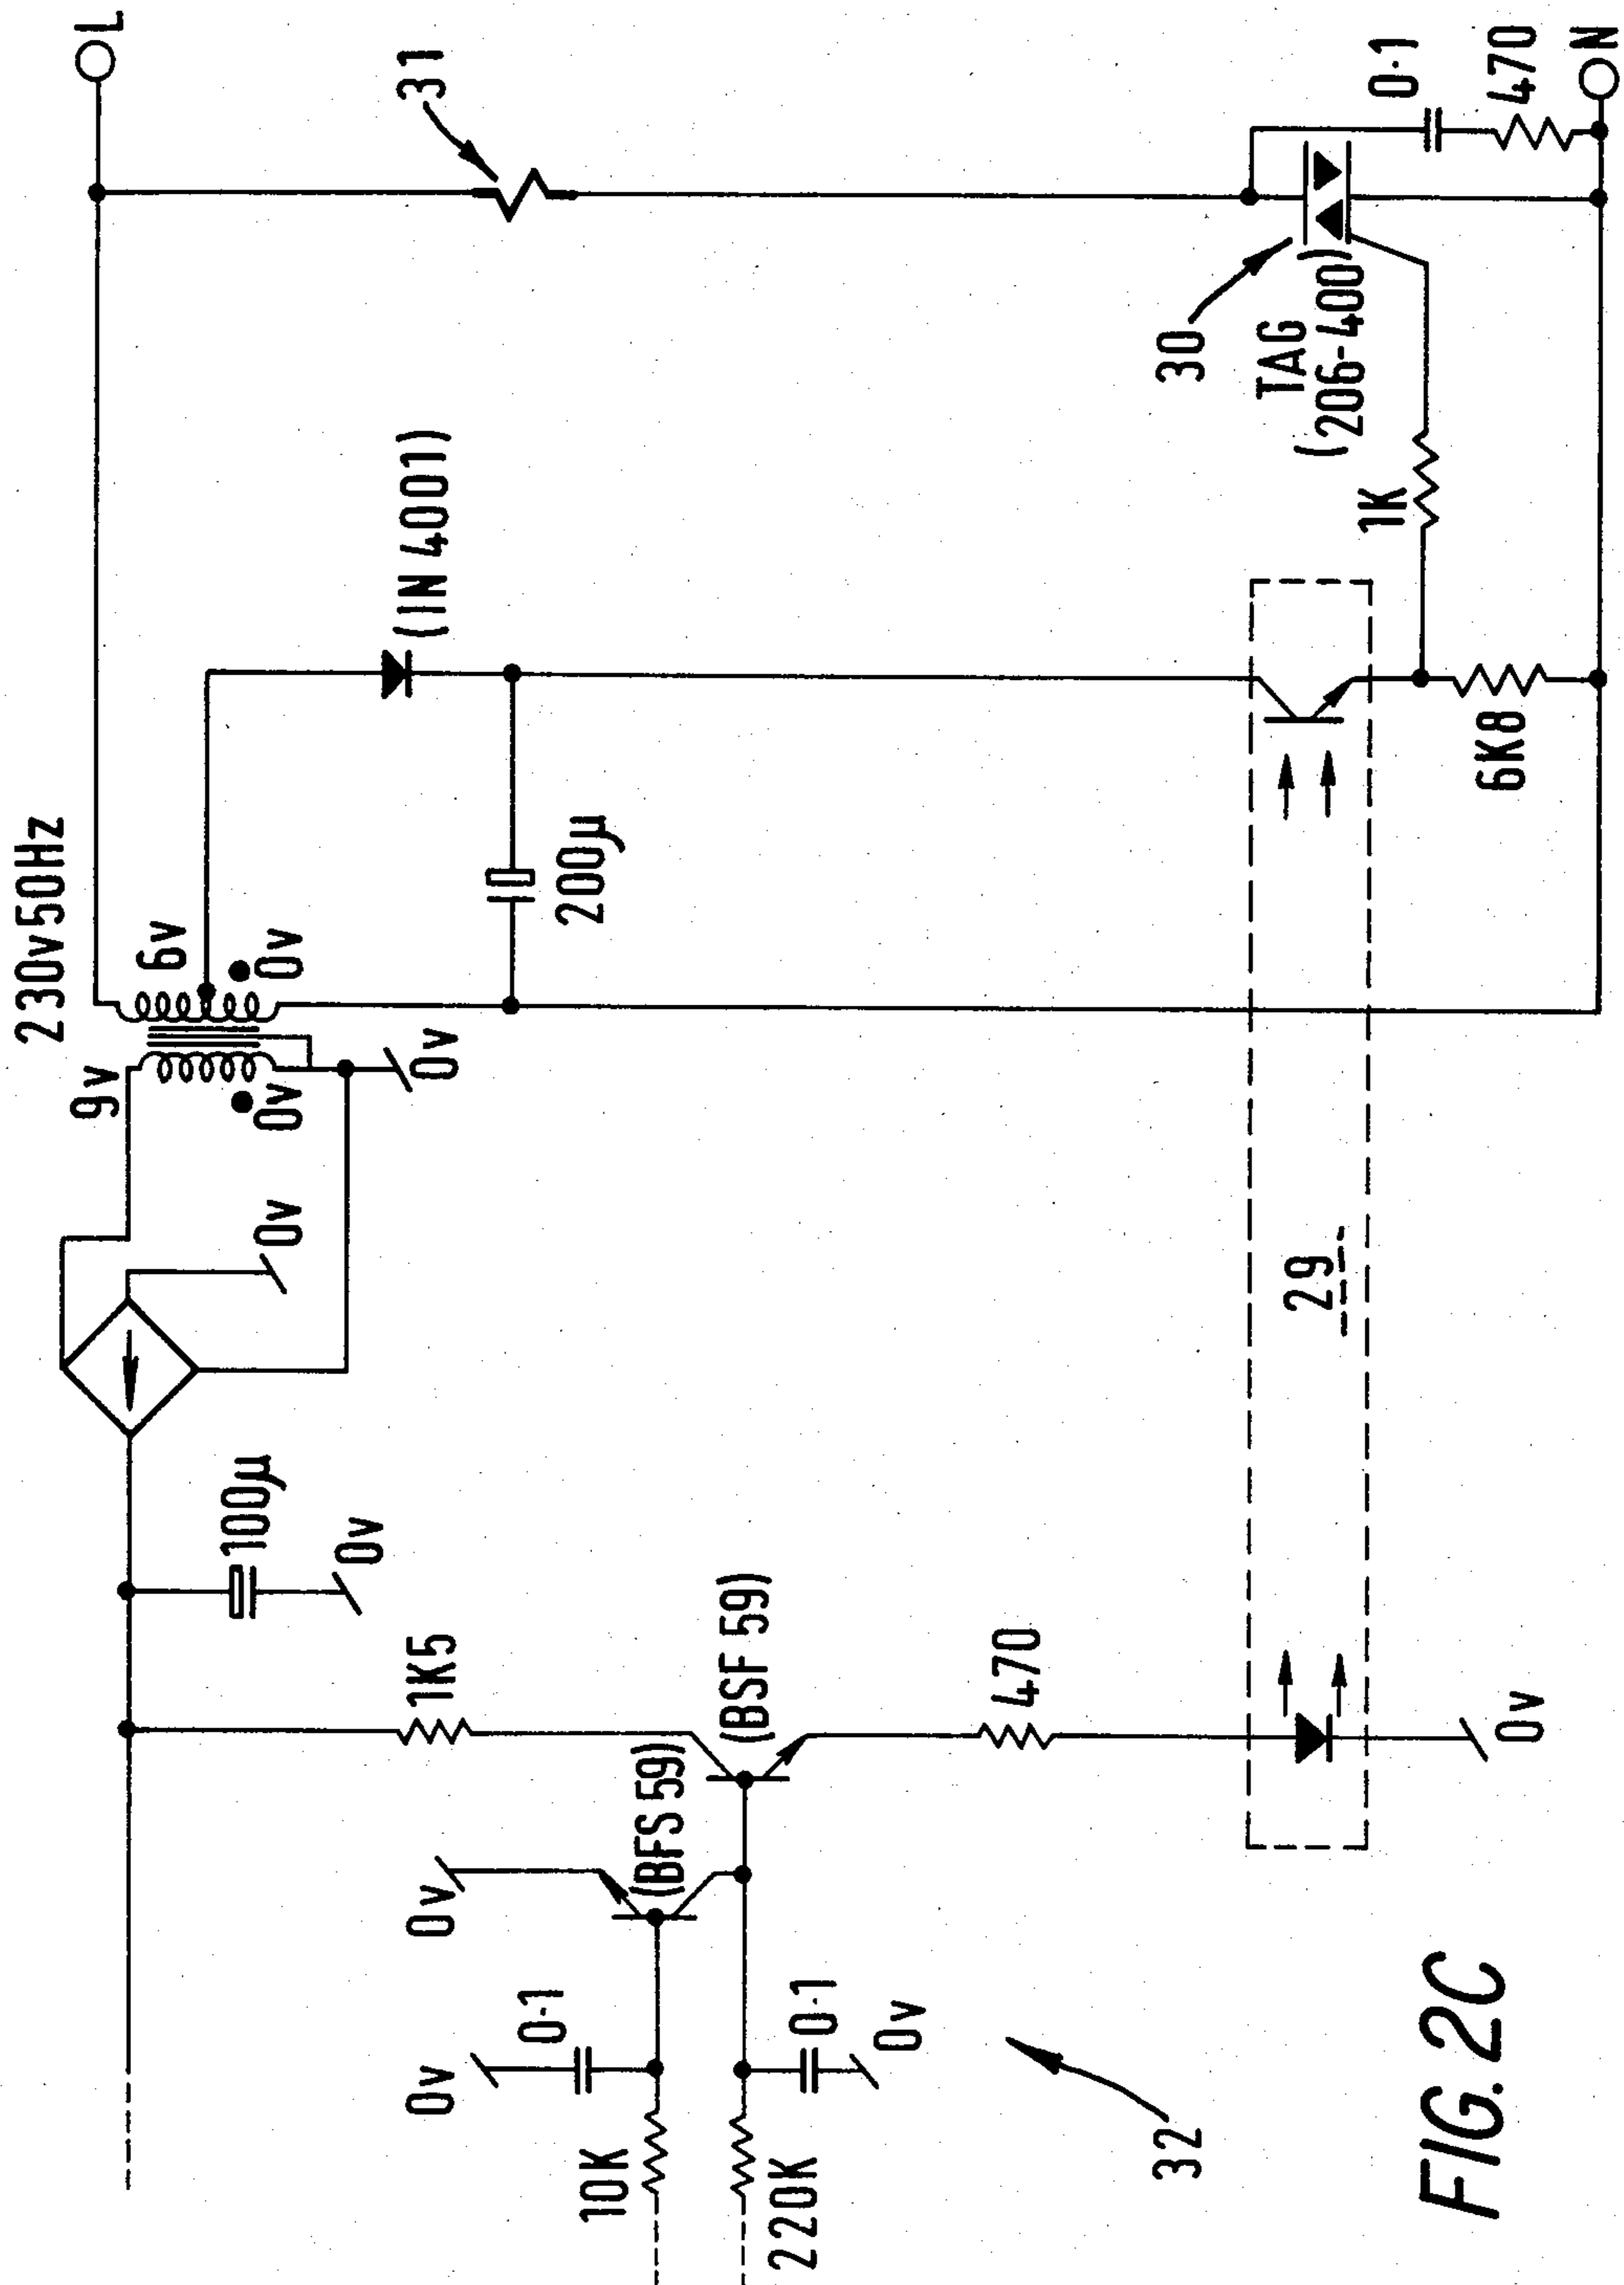 230v50Hz
L
9v
6v
0v
0v
0v
0v
100µ
0v
1K5
(IN 4001)
31
200µ
0v
(BFS 59)
(BSF 59)
0v
0·1
10K
220K
0·1
0v
470
29
0v
1K
6K8
30
TAG
(206-400)
0·1
470
N
32
FIG. 2C